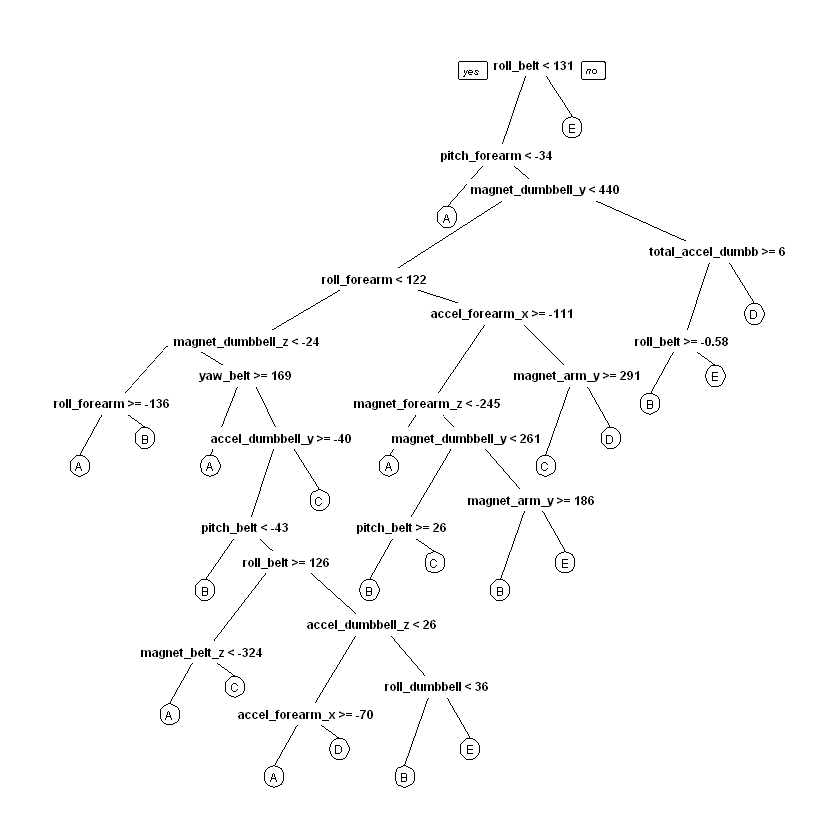 yes roll_belt < 131 no
E
pitch_forearm < -34
magnet_dumbbell_y < 440
A
total_accel_dumbb >= 6
roll_forearm < 122
accel_forearm_x >= -111
D
magnet_dumbbell_z < -24
roll_belt >= -0.58
yaw_belt >= 169
magnet_arm_y >= 291
E
roll_forearm >= -136
magnet_forearm_z < -245
B
B
accel_dumbbell_y >= -40
magnet_dumbbell_y < 261
D
A
A
A
C
C
magnet_arm_y >= 186
pitch_belt < -43
pitch_belt >= 26
roll_belt >= 126
C
E
B
B
B
accel_dumbbell_z < 26
magnet_belt_z < -324
C
roll_dumbbell < 36
A
accel_forearm_x >= -70
D
E
A
B